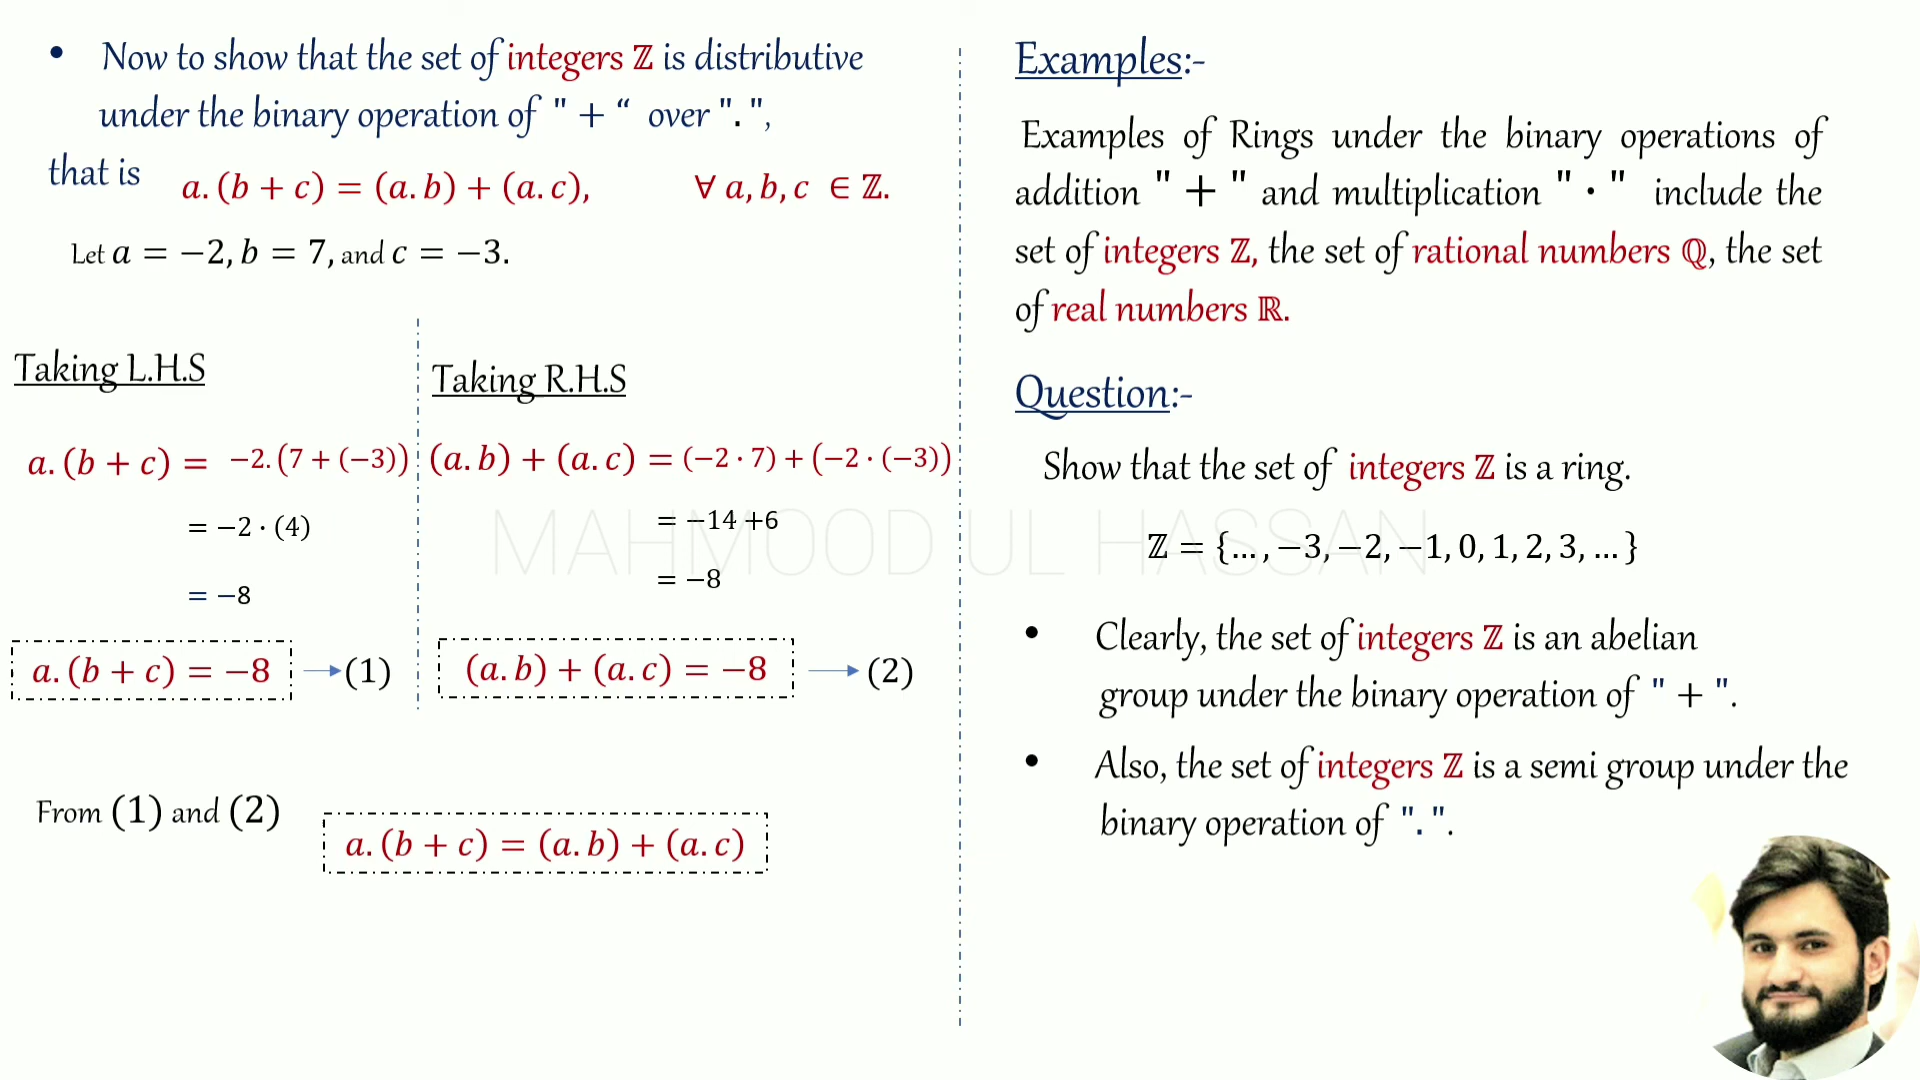 • Now to show that the set of integers ℤ is distributive
under the binary operation of " + “ over ".",
that is a.(b + c) = (a.b) + (a.c), ∀ a, b, c ∈ ℤ.
Let a = −2, b = 7, and c = −3.
Taking L.H.S
a.(b + c) = −2.(7 + (−3))
= −2 · (4)
= −8
a.(b + c) = −8 → (1)
Taking R.H.S
(a.b) + (a.c) = (−2 · 7) + (−2 · (−3))
= −14 +6
= −8
(a.b) + (a.c) = −8 → (2)
From (1) and (2)
a.(b + c) = (a.b) + (a.c)
Examples:-
Examples of Rings under the binary operations of
addition " + " and multiplication " · " include the
set of integers ℤ, the set of rational numbers ℚ, the set
of real numbers ℝ.
Question:-
Show that the set of integers ℤ is a ring.
ℤ = {… , −3, −2, −1, 0, 1, 2, 3, … }
• Clearly, the set of integers ℤ is an abelian
group under the binary operation of " + ".
• Also, the set of integers ℤ is a semi group under the
binary operation of ".".
MAHMOOD UL HASSAN